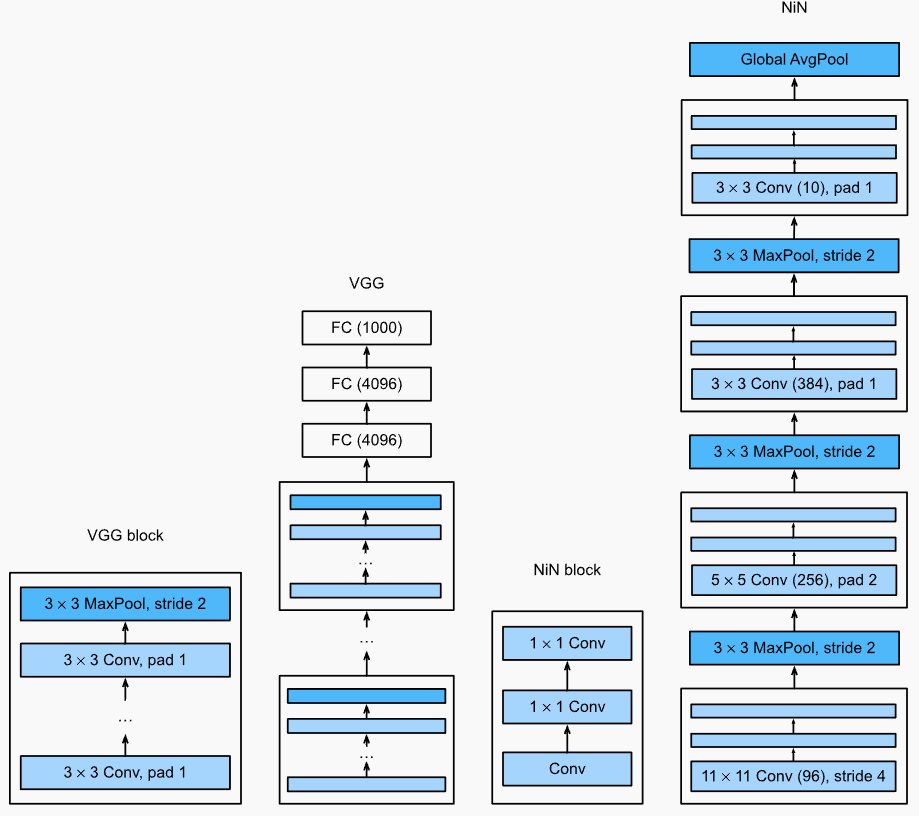 VGG block
3 × 3 MaxPool, stride 2
3 × 3 Conv, pad 1
...
3 × 3 Conv, pad 1
VGG
FC (1000)
FC (4096)
FC (4096)
...
...
...
NiN block
1 × 1 Conv
1 × 1 Conv
Conv
NiN
Global AvgPool
3 × 3 Conv (10), pad 1
3 × 3 MaxPool, stride 2
3 × 3 Conv (384), pad 1
3 × 3 MaxPool, stride 2
5 × 5 Conv (256), pad 2
3 × 3 MaxPool, stride 2
11 × 11 Conv (96), stride 4